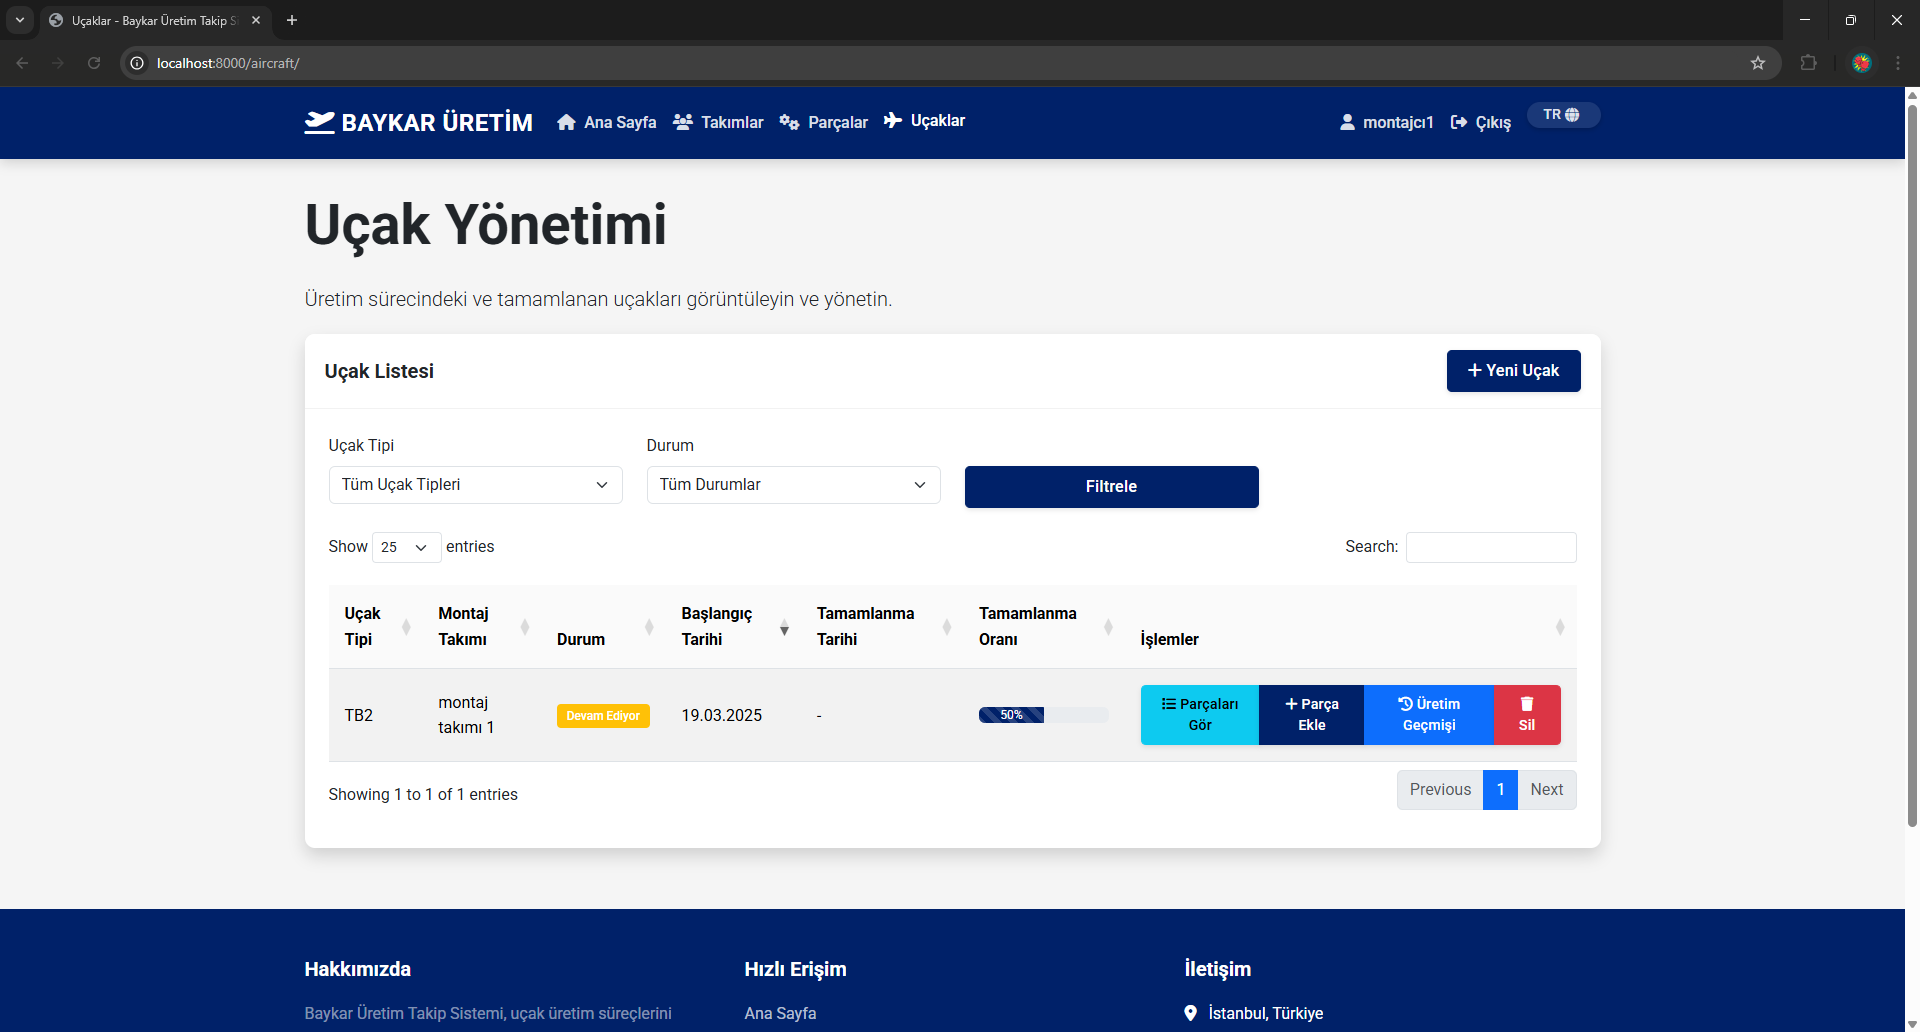 Uçaklar - Baykar Üretim Takip S
localhost:8000/aircraft/
BAYKAR ÜRETİM Ana Sayfa Takımlar Parçalar Uçaklar montajcı1 Çıkış TR
Uçak Yönetimi
Üretim sürecindeki ve tamamlanan uçakları görüntüleyin ve yönetin.
Uçak Listesi + Yeni Uçak
Uçak Tipi Durum
Tüm Uçak Tipleri Tüm Durumlar Filtrele
Show 25 entries Search:
Uçak Tipi Montaj Takımı Durum Başlangıç Tarihi Tamamlanma Tarihi Tamamlanma Oranı İşlemler
TB2 montaj takımı 1 Devam Ediyor 19.03.2025 - 50% Parçaları Gör + Parça Ekle Üretim Geçmişi Sil
Showing 1 to 1 of 1 entries Previous 1 Next
Hakkımızda Hızlı Erişim İletişim
Baykar Üretim Takip Sistemi, uçak üretim süreçlerini Ana Sayfa İstanbul, Türkiye